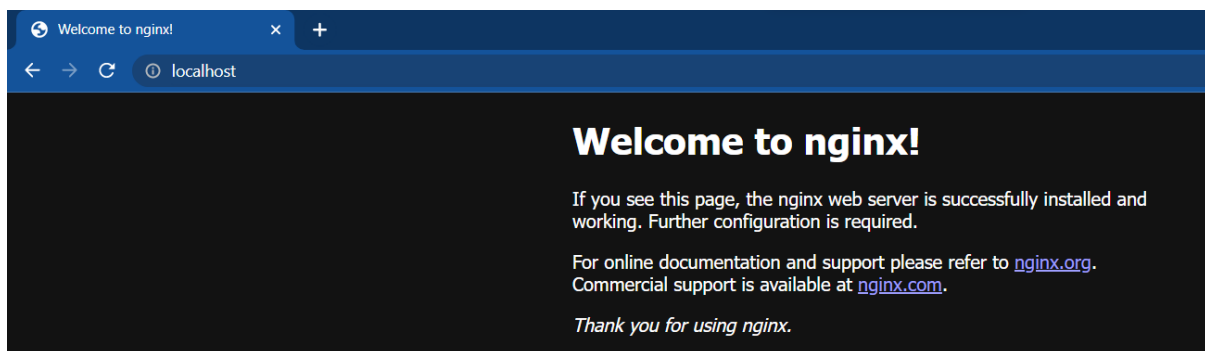 Welcome to nginx!
localhost
Welcome to nginx!
If you see this page, the nginx web server is successfully installed and
working. Further configuration is required.
For online documentation and support please refer to nginx.org.
Commercial support is available at nginx.com.
Thank you for using nginx.